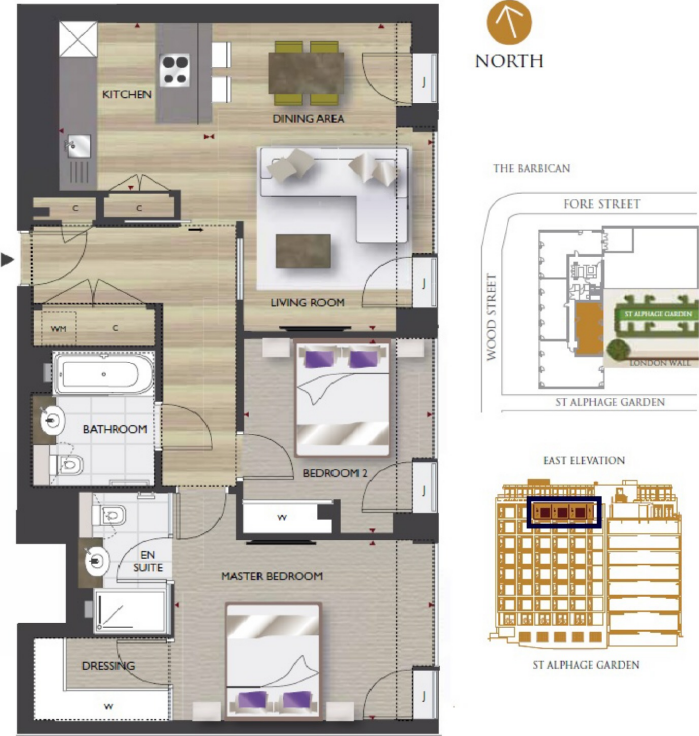 KITCHEN
DINING AREA
J
C
C
LIVING ROOM
J
WM
C
BATHROOM
BEDROOM 2
J
W
EN
SUITE
MASTER BEDROOM
DRESSING
W
J
NORTH
THE BARBICAN
FORE STREET
WOOD STREET
ST ALPHAGE GARDEN
LONDON WALL
ST ALPHAGE GARDEN
EAST ELEVATION
ST ALPHAGE GARDEN